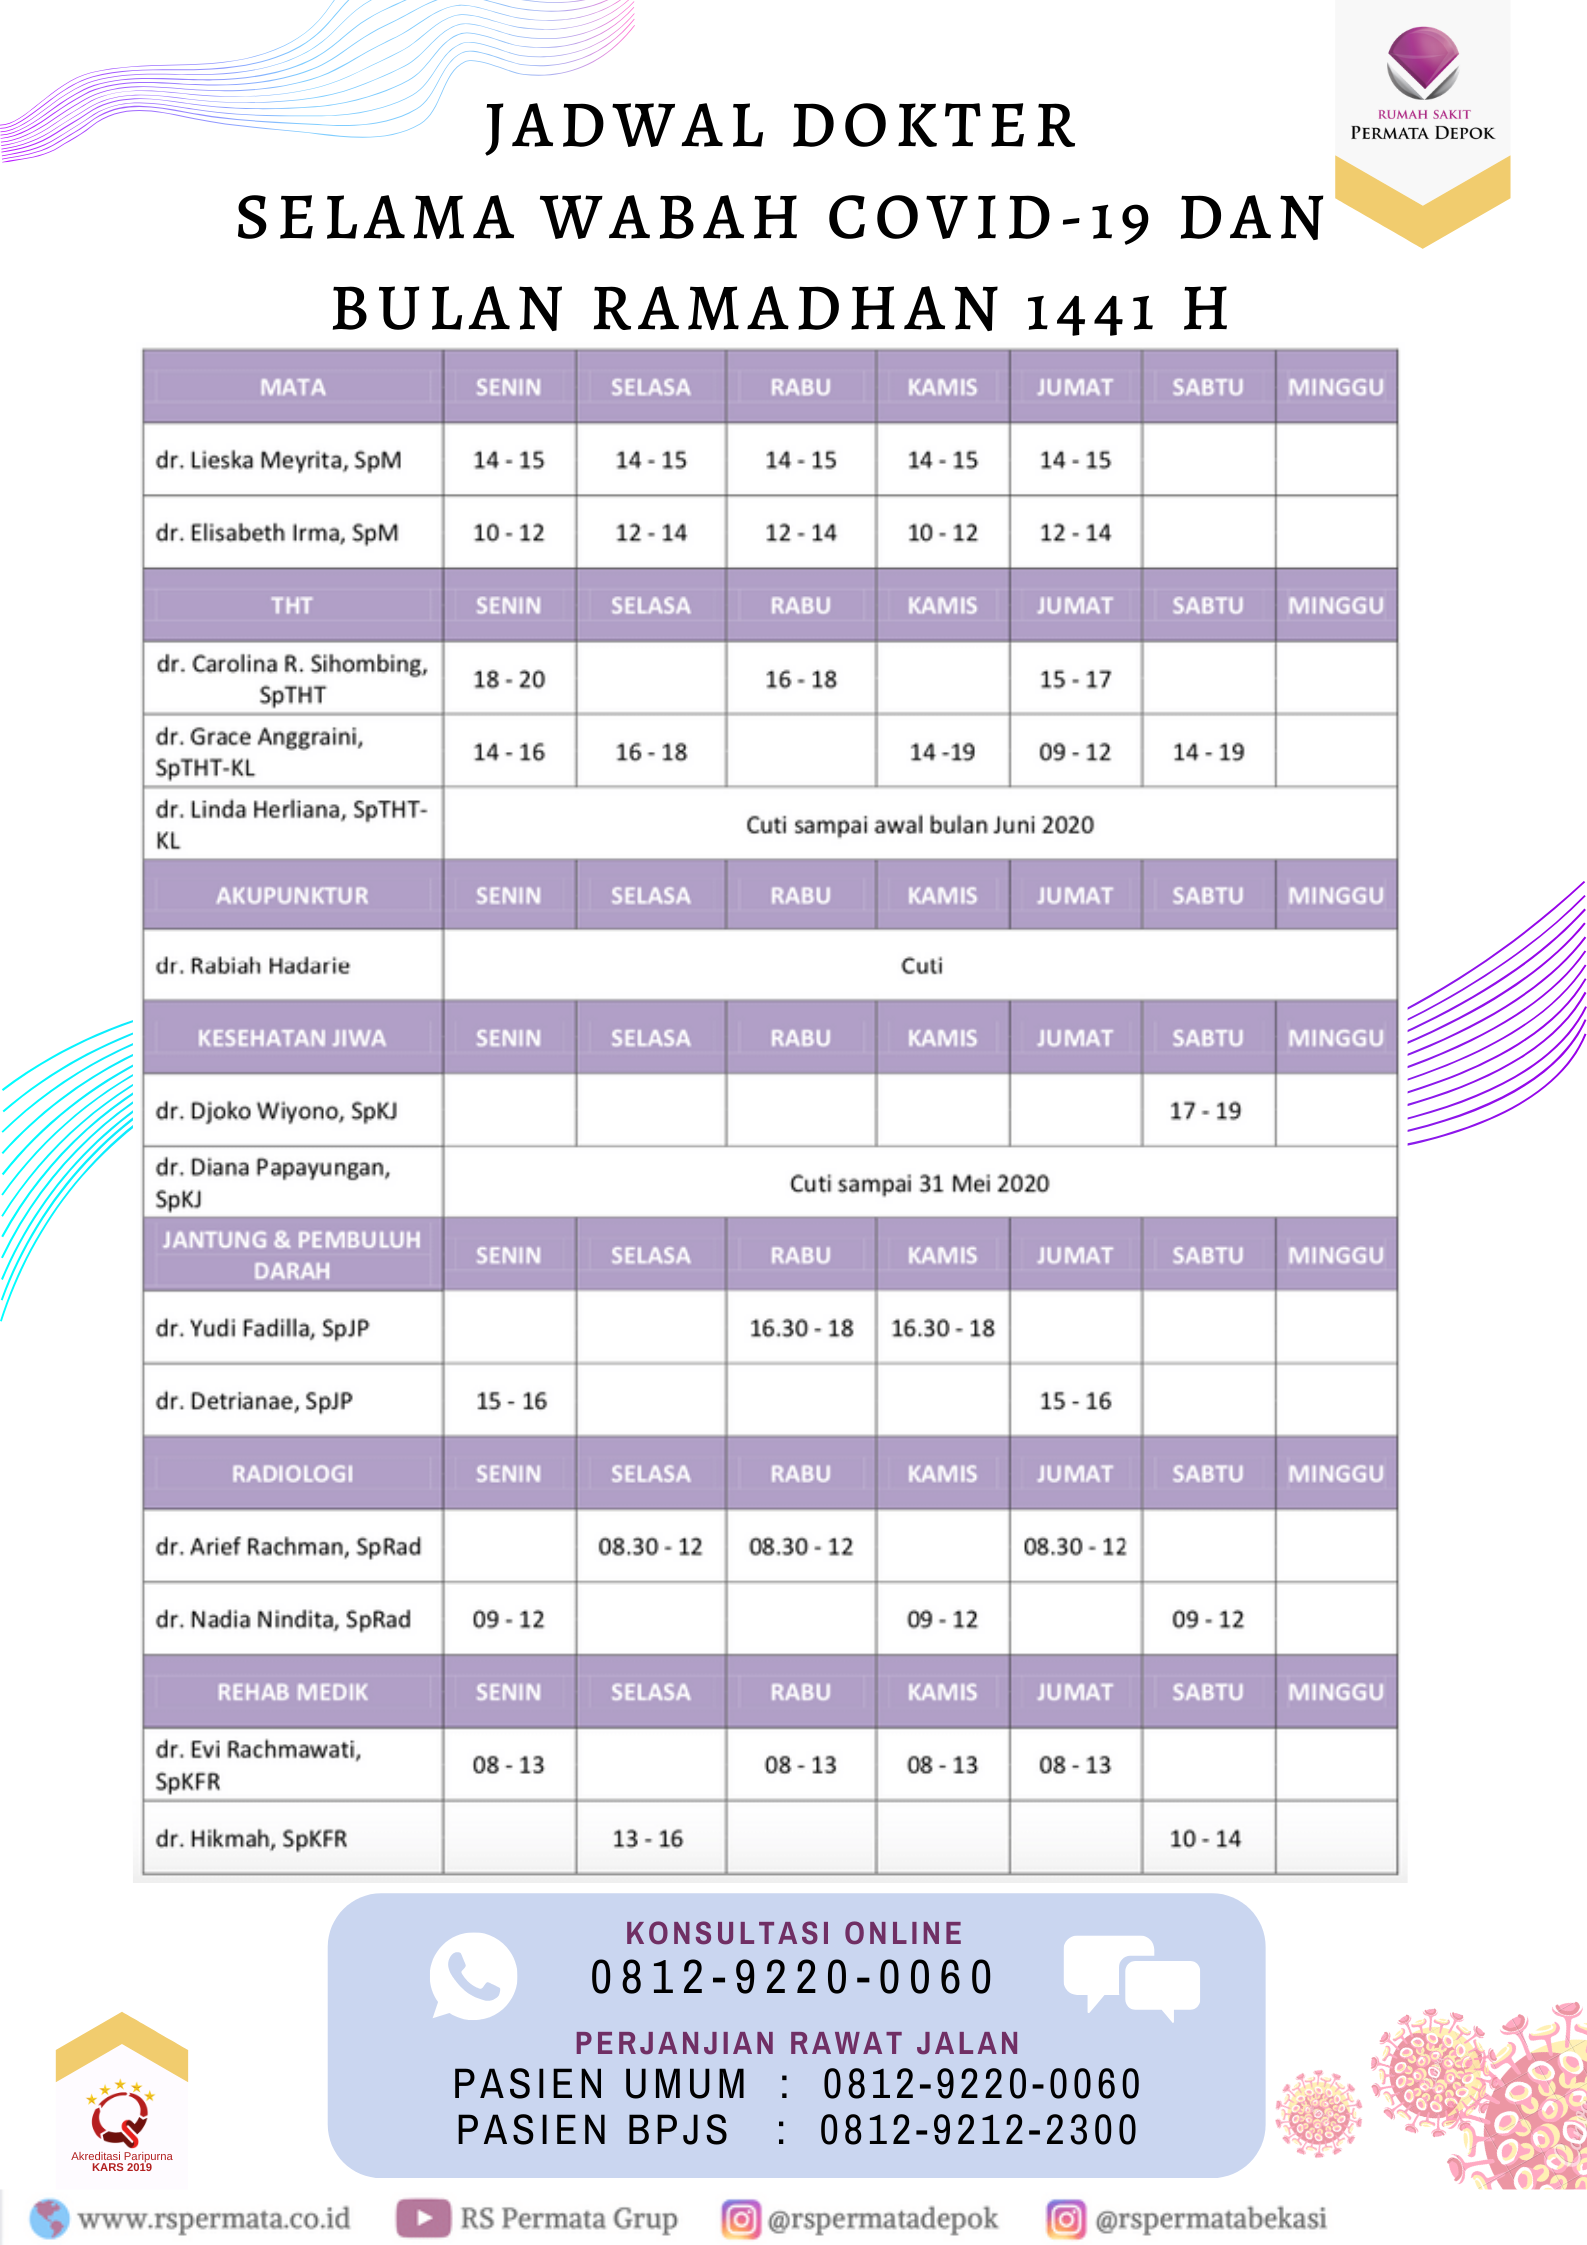 JADWAL DOKTER
SELAMA WABAH COVID-19 DAN
BULAN RAMADHAN 1441 H
RUMAH SAKIT
PERMATA DEPOK
MATA SENIN SELASA RABU KAMIS JUMAT SABTU MINGGU
dr. Lieska Meyrita, SpM 14 - 15 14 - 15 14 - 15 14 - 15 14 - 15
dr. Elisabeth Irma, SpM 10 - 12 12 - 14 12 - 14 10 - 12 12 - 14
THT SENIN SELASA RABU KAMIS JUMAT SABTU MINGGU
dr. Carolina R. Sihombing,
SpTHT 18 - 20 16 - 18 15 - 17
dr. Grace Anggraini,
SpTHT-KL 14 - 16 16 - 18 14 -19 09 - 12 14 - 19
dr. Linda Herliana, SpTHT-
KL Cuti sampai awal bulan Juni 2020
AKUPUNKTUR SENIN SELASA RABU KAMIS JUMAT SABTU MINGGU
dr. Rabiah Hadarie Cuti
KESEHATAN JIWA SENIN SELASA RABU KAMIS JUMAT SABTU MINGGU
dr. Djoko Wiyono, SpKJ 17 - 19
dr. Diana Papayungan,
SpKJ Cuti sampai 31 Mei 2020
JANTUNG & PEMBULUH
DARAH SENIN SELASA RABU KAMIS JUMAT SABTU MINGGU
dr. Yudi Fadilla, SpJP 16.30 - 18 16.30 - 18
dr. Detrianae, SpJP 15 - 16 15 - 16
RADIOLOGI SENIN SELASA RABU KAMIS JUMAT SABTU MINGGU
dr. Arief Rachman, SpRad 08.30 - 12 08.30 - 12 08.30 - 12
dr. Nadia Nindita, SpRad 09 - 12 09 - 12 09 - 12
REHAB MEDIK SENIN SELASA RABU KAMIS JUMAT SABTU MINGGU
dr. Evi Rachmawati,
SpKFR 08 - 13 08 - 13 08 - 13 08 - 13
dr. Hikmah, SpKFR 13 - 16 10 - 14
KONSULTASI ONLINE
0812-9220-0060
PERJANJIAN RAWAT JALAN
PASIEN UMUM : 0812-9220-0060
PASIEN BPJS : 0812-9212-2300
Akreditasi Paripurna
KARS 2019
www.rspermata.co.id RS Permata Grup @rspermatadepok @rspermatabekasi